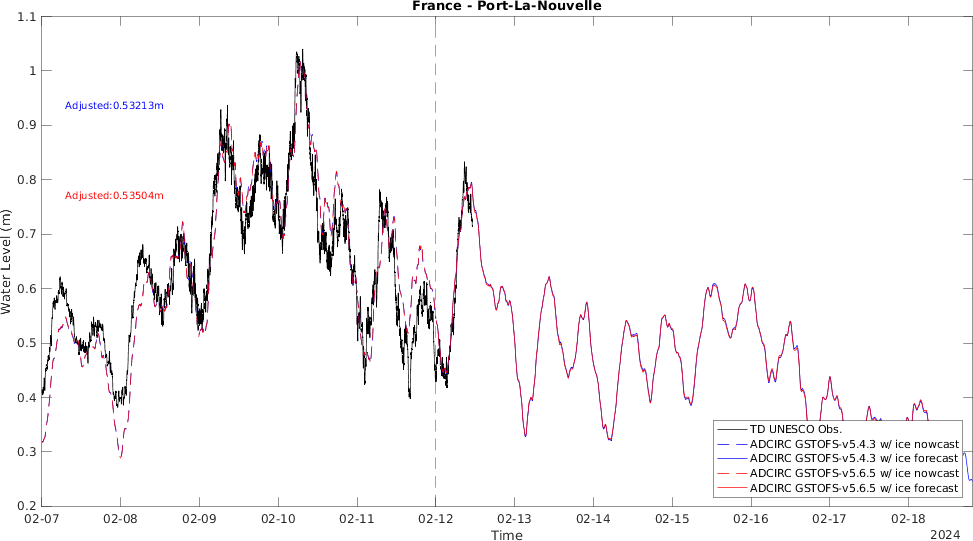 France - Port-La-Nouvelle
Water Level (m)
1.1
1
0.9
0.8
0.7
0.6
0.5
0.4
0.3
0.2
Adjusted:0.53213m
Adjusted:0.53504m
TD UNESCO Obs.
ADCIRC GSTOFS-v5.4.3 w/ ice nowcast
ADCIRC GSTOFS-v5.4.3 w/ ice forecast
ADCIRC GSTOFS-v5.6.5 w/ ice nowcast
ADCIRC GSTOFS-v5.6.5 w/ ice forecast
02-07 02-08 02-09 02-10 02-11 02-12 02-13 02-14 02-15 02-16 02-17 02-18
Time
2024